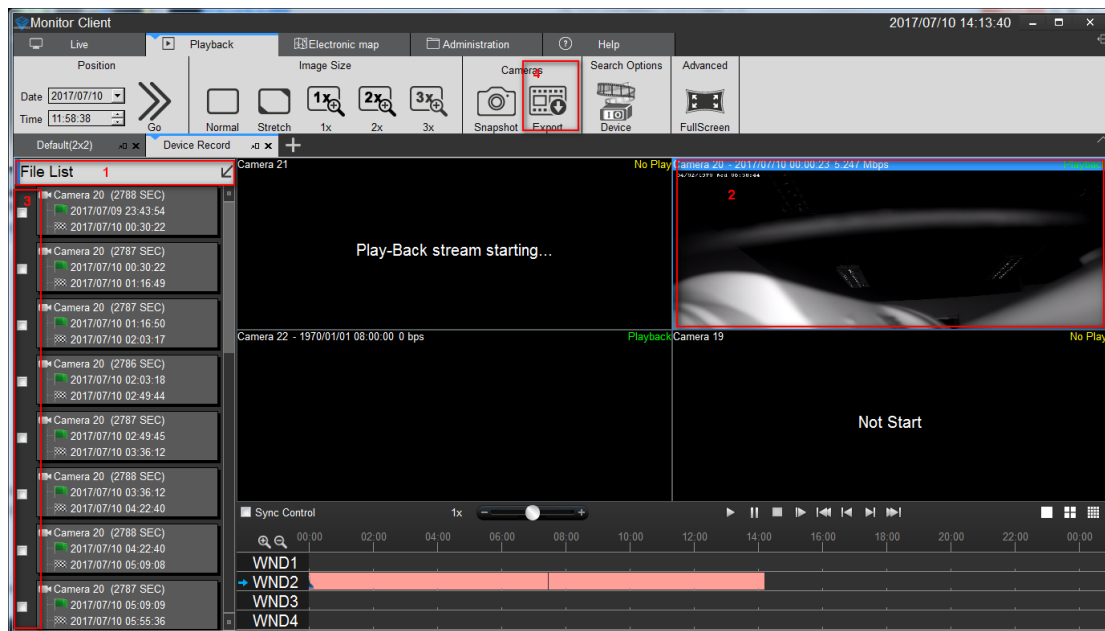 Monitor Client 2017/07/10 14:13:40
Live Playback Electronic map Administration Help
Position Image Size Cameras Search Options Advanced
4
Date 2017/07/10
Time 11:58:38
1x 2x 3x
Go Normal Stretch 1x 2x 3x Snapshot Export Device FullScreen
Default(2x2) Device Record
File List 1
3
Camera 20 (2788 SEC)
2017/07/09 23:43:54
2017/07/10 00:30:22
Camera 20 (2787 SEC)
2017/07/10 00:30:22
2017/07/10 01:16:49
Camera 20 (2787 SEC)
2017/07/10 01:16:50
2017/07/10 02:03:17
Camera 20 (2786 SEC)
2017/07/10 02:03:18
2017/07/10 02:49:44
Camera 20 (2787 SEC)
2017/07/10 02:49:45
2017/07/10 03:36:12
Camera 20 (2788 SEC)
2017/07/10 03:36:12
2017/07/10 04:22:40
Camera 20 (2788 SEC)
2017/07/10 04:22:40
2017/07/10 05:09:08
Camera 20 (2787 SEC)
2017/07/10 05:09:09
2017/07/10 05:55:36
Camera 21 No Play
Play-Back stream starting...
Camera 20 - 2017/07/10 00:00:23 5.247 Mbps
2
Camera 22 - 1970/01/01 08:00:00 0 bps Playback
Camera 19 No Play
Not Start
Sync Control 1x
00:00 02:00 04:00 06:00 08:00 10:00 12:00 14:00 16:00 18:00 20:00 22:00 00:00
WND1
WND2
WND3
WND4